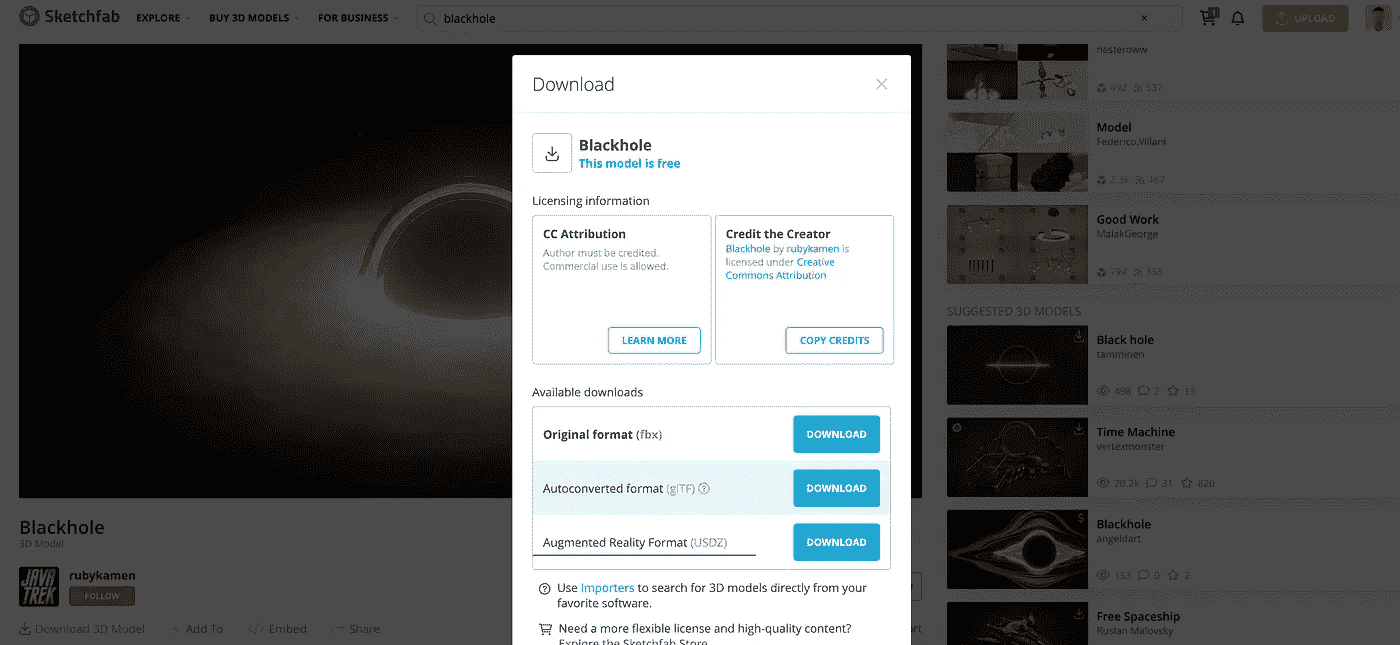 Sketchfab
EXPLORE
BUY 3D MODELS
FOR BUSINESS
blackhole
1
UPLOAD
Download
Blackhole
This model is free
Licensing information
CC Attribution
Author must be credited.
Commercial use is allowed.
LEARN MORE
Credit the Creator
Blackhole by rubykamen is
licensed under Creative
Commons Attribution
COPY CREDITS
Available downloads
Original format (fbx)
DOWNLOAD
Autoconverted format (glTF)
DOWNLOAD
Augmented Reality Format (USDZ)
DOWNLOAD
Use Importers to search for 3D models directly from your
favorite software.
Need a more flexible license and high-quality content?
Explore the Sketchfab Store
Blackhole
3D Model
JAVA
TREK
rubykamen
FOLLOW
Download 3D Model
Add To
Embed
Share
nesteroww
492 537
Model
Federico.Villani
2.3k 467
Good Work
MalakGeorge
794 335
SUGGESTED 3D MODELS
Black hole
tamminen
498 2 13
Time Machine
vertexmonster
20.2k 31 820
Blackhole
angeldart
153 0 2
Free Spaceship
Ruslan Malovsky